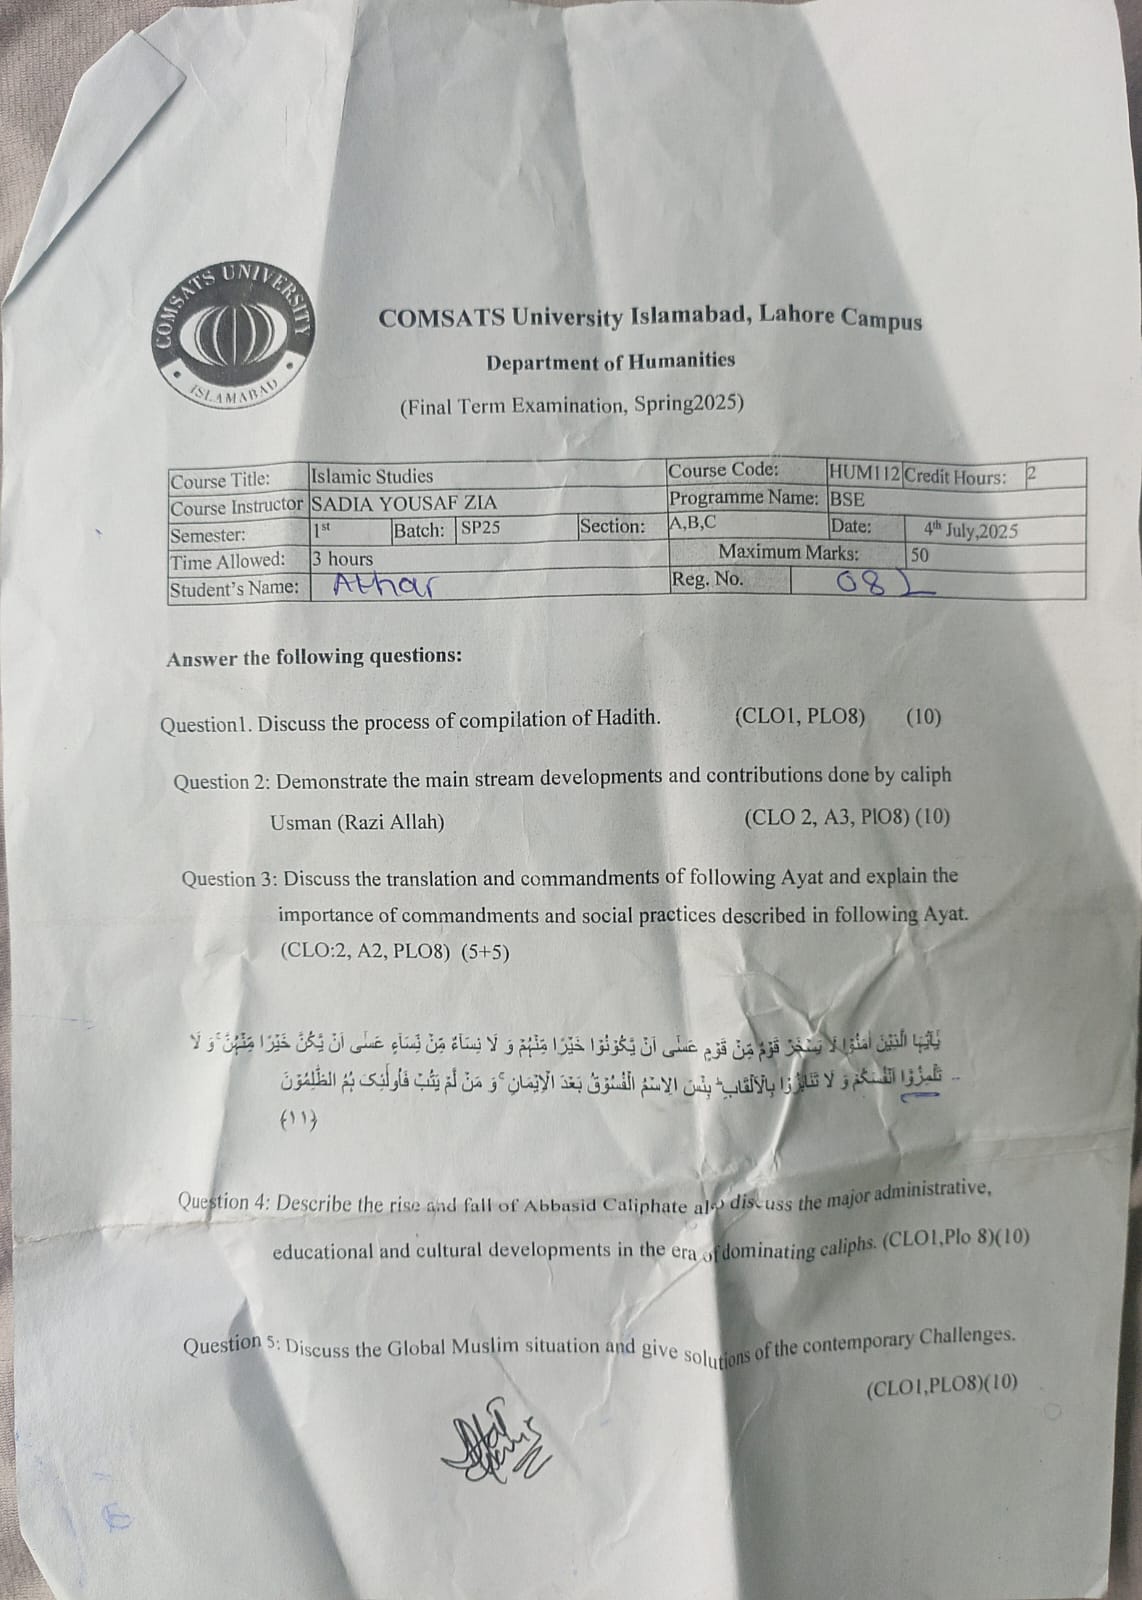 COMSATS UNIVERSITY
ISLAMABAD
COMSATS University Islamabad, Lahore Campus
Department of Humanities
(Final Term Examination, Spring2025)
Course Title: Islamic Studies Course Code: HUM112 Credit Hours: 2
Course Instructor SADIA YOUSAF ZIA Programme Name: BSE
Semester: 1st Batch: SP25 Section: A,B,C Date: 4th July,2025
Time Allowed: 3 hours Maximum Marks: 50
Student's Name: Athar Reg. No. 082
Answer the following questions:
Question1. Discuss the process of compilation of Hadith. (CLO1, PLO8) (10)
Question 2: Demonstrate the main stream developments and contributions done by caliph
Usman (Razi Allah) (CLO 2, A3, PlO8) (10)
Question 3: Discuss the translation and commandments of following Ayat and explain the
importance of commandments and social practices described in following Ayat.
(CLO:2, A2, PLO8) (5+5)
يٰۤاَيُّهَا الَّذِيْنَ اٰمَنُوْا لَا يَسْخَرْ قَوْمٌ مِّنْ قَوْمٍ عَسٰۤى اَنْ يَّكُوْنُوْا خَيْرًا مِّنْهُمْ وَ لَا نِسَآءٌ مِّنْ نِّسَآءٍ عَسٰۤى اَنْ يَّكُنَّ خَيْرًا مِّنْهُنَّ ۚ وَ لَا
تَلْمِزُوْۤا اَنْفُسَكُمْ وَ لَا تَنَابَزُوْا بِالْاَلْقَابِ ؕ بِئْسَ الِاسْمُ الْفُسُوْقُ بَعْدَ الْاِيْمَانِ ۚ وَ مَنْ لَّمْ يَتُبْ فَاُولٰٓئِکَ ہُمُ الظّٰلِمُوْنَ
﴿۱۱﴾
Question 4: Describe the rise and fall of Abbasid Caliphate also discuss the major administrative,
educational and cultural developments in the era of dominating caliphs. (CLO1,Plo 8)(10)
Question 5: Discuss the Global Muslim situation and give solutions of the contemporary Challenges.
(CLO1,PLO8)(10)